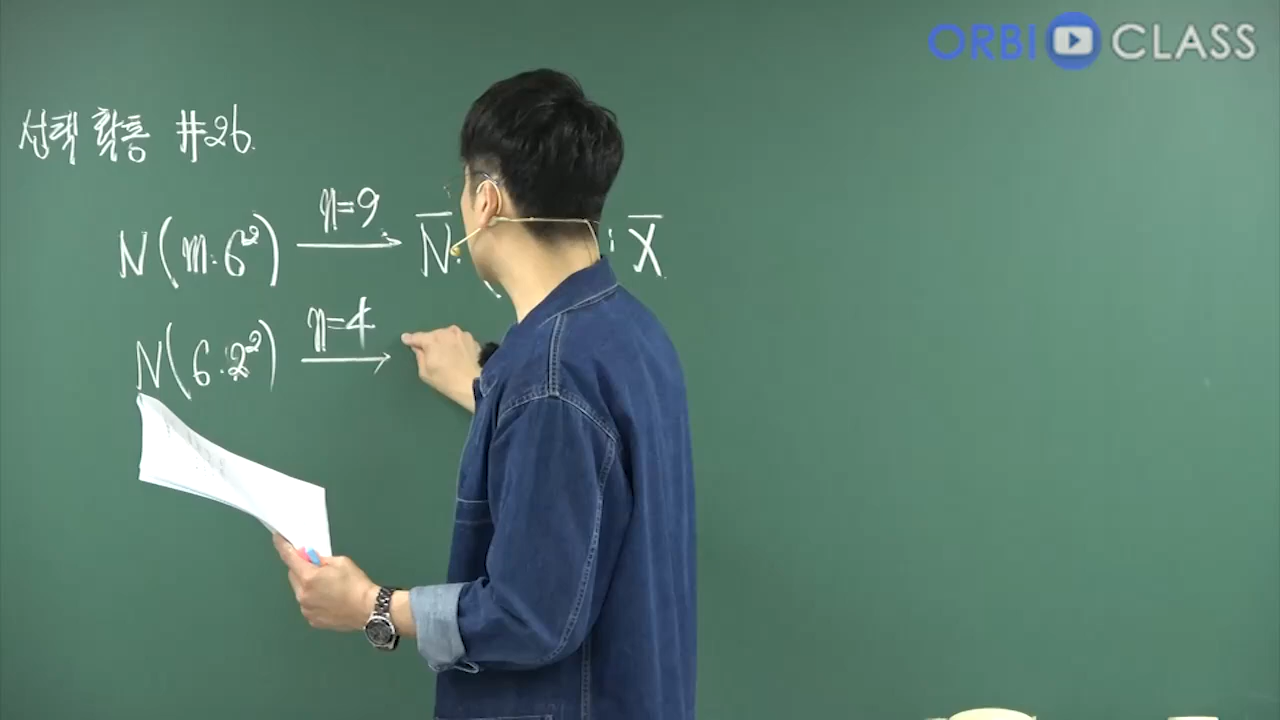 ORBI CLASS
선택 확통 #26.
N(m. 6²) n=9 N̅ : X̅
N(6. 2²) n=4